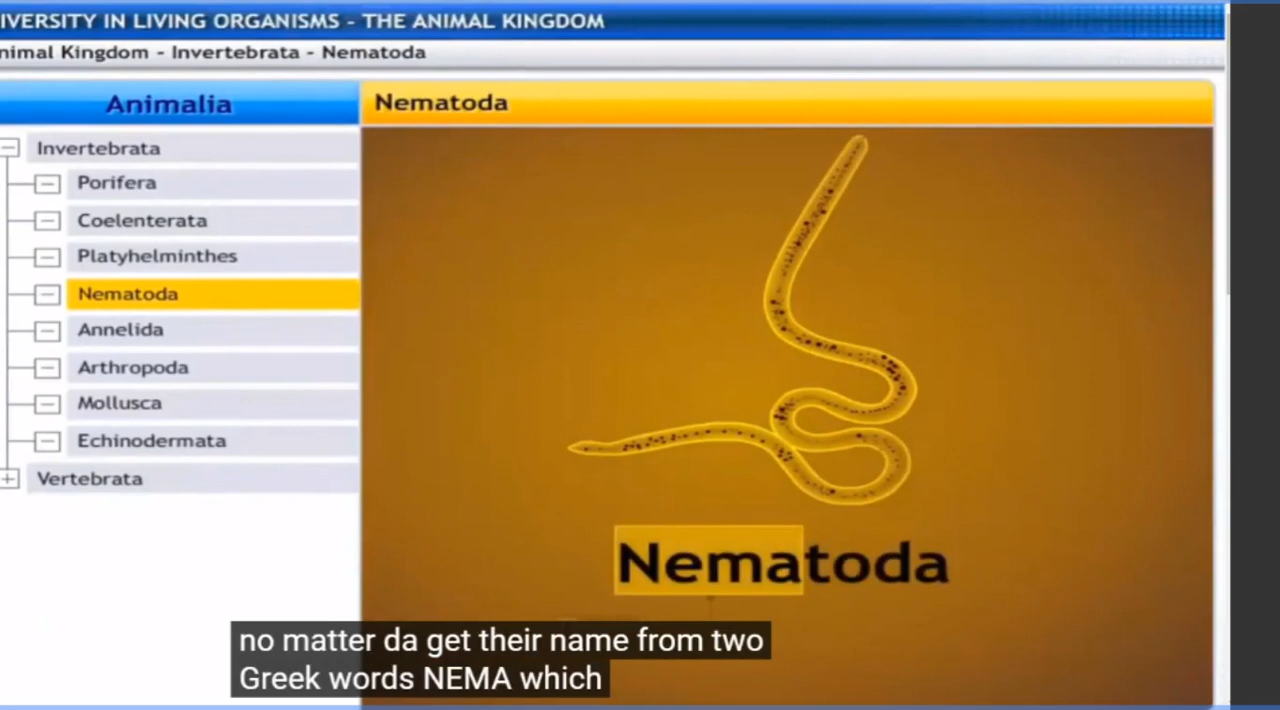 IVERSITY IN LIVING ORGANISMS - THE ANIMAL KINGDOM
nimal Kingdom - Invertebrata - Nematoda
Animalia
Nematoda
Invertebrata
Porifera
Coelenterata
Platyhelminthes
Nematoda
Annelida
Arthropoda
Mollusca
Echinodermata
Vertebrata
Nematoda
no matter da get their name from two
Greek words NEMA which